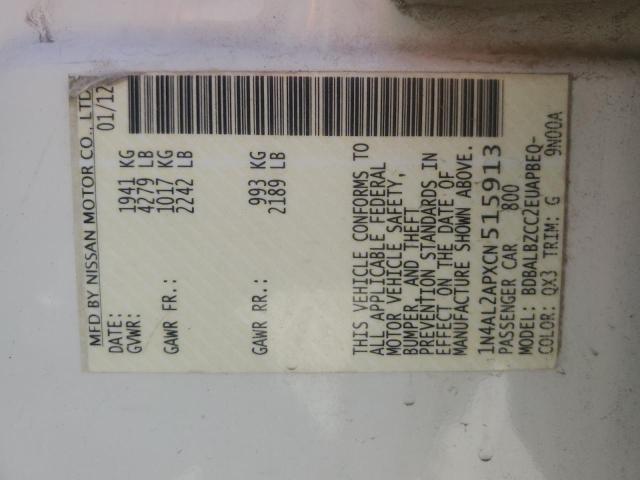 MFD BY NISSAN MOTOR CO., LTD
DATE: 01/12
GVWR: 1941 KG
4279 LB
GAWR FR.: 1017 KG
2242 LB
GAWR RR.: 993 KG
2189 LB
THIS VEHICLE CONFORMS TO
ALL APPLICABLE FEDERAL
MOTOR VEHICLE SAFETY,
BUMPER, AND THEFT
PREVENTION STANDARDS IN
EFFECT ON THE DATE OF
MANUFACTURE SHOWN ABOVE.
1N4AL2APXCN515913
PASSENGER CAR 800
MODEL: BDBALBZCC2EUAPBEQ-
COLOR: QX3 TRIM: G 9N00A